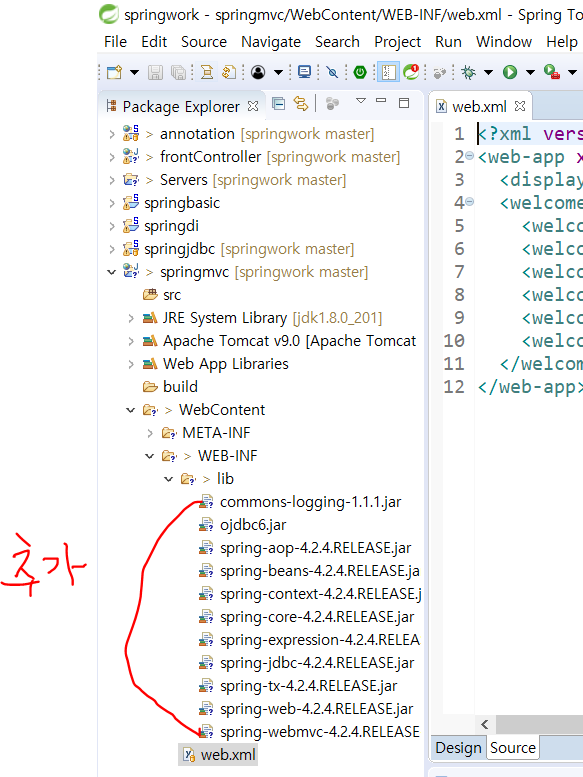 springwork - springmvc/WebContent/WEB-INF/web.xml - Spring To
File Edit Source Navigate Search Project Run Window Help
Package Explorer
web.xml
> annotation [springwork master]
> frontController [springwork master]
> Servers [springwork master]
springbasic
springdi
springjdbc [springwork master]
> springmvc [springwork master]
src
JRE System Library [jdk1.8.0_201]
Apache Tomcat v9.0 [Apache Tomcat
Web App Libraries
build
> WebContent
META-INF
> WEB-INF
> lib
commons-logging-1.1.1.jar
ojdbc6.jar
spring-aop-4.2.4.RELEASE.jar
spring-beans-4.2.4.RELEASE.ja
spring-context-4.2.4.RELEASE.j
spring-core-4.2.4.RELEASE.jar
spring-expression-4.2.4.RELEA
spring-jdbc-4.2.4.RELEASE.jar
spring-tx-4.2.4.RELEASE.jar
spring-web-4.2.4.RELEASE.jar
spring-webmvc-4.2.4.RELEASE
web.xml
추가
1 <?xml vers
2 <web-app x
3 <display
4 <welcome
5 <welco
6 <welco
7 <welco
8 <welco
9 <welco
10 <welco
11 </welcom
12 </web-app>
Design Source